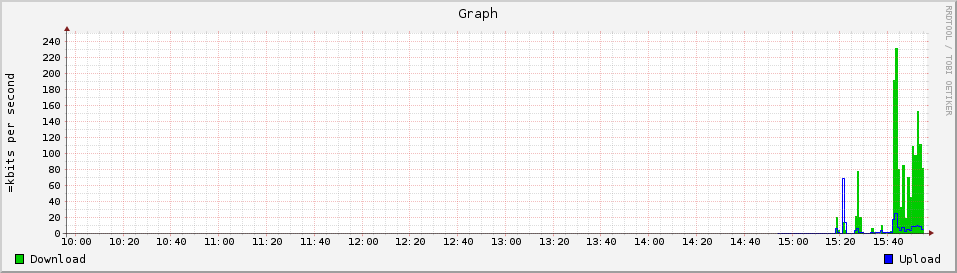 Graph
RRDTOOL / TOBI OETIKER
=kbits per second
240
220
200
180
160
140
120
100
80
60
40
20
0
10:00 10:20 10:40 11:00 11:20 11:40 12:00 12:20 12:40 13:00 13:20 13:40 14:00 14:20 14:40 15:00 15:20 15:40
Download Upload